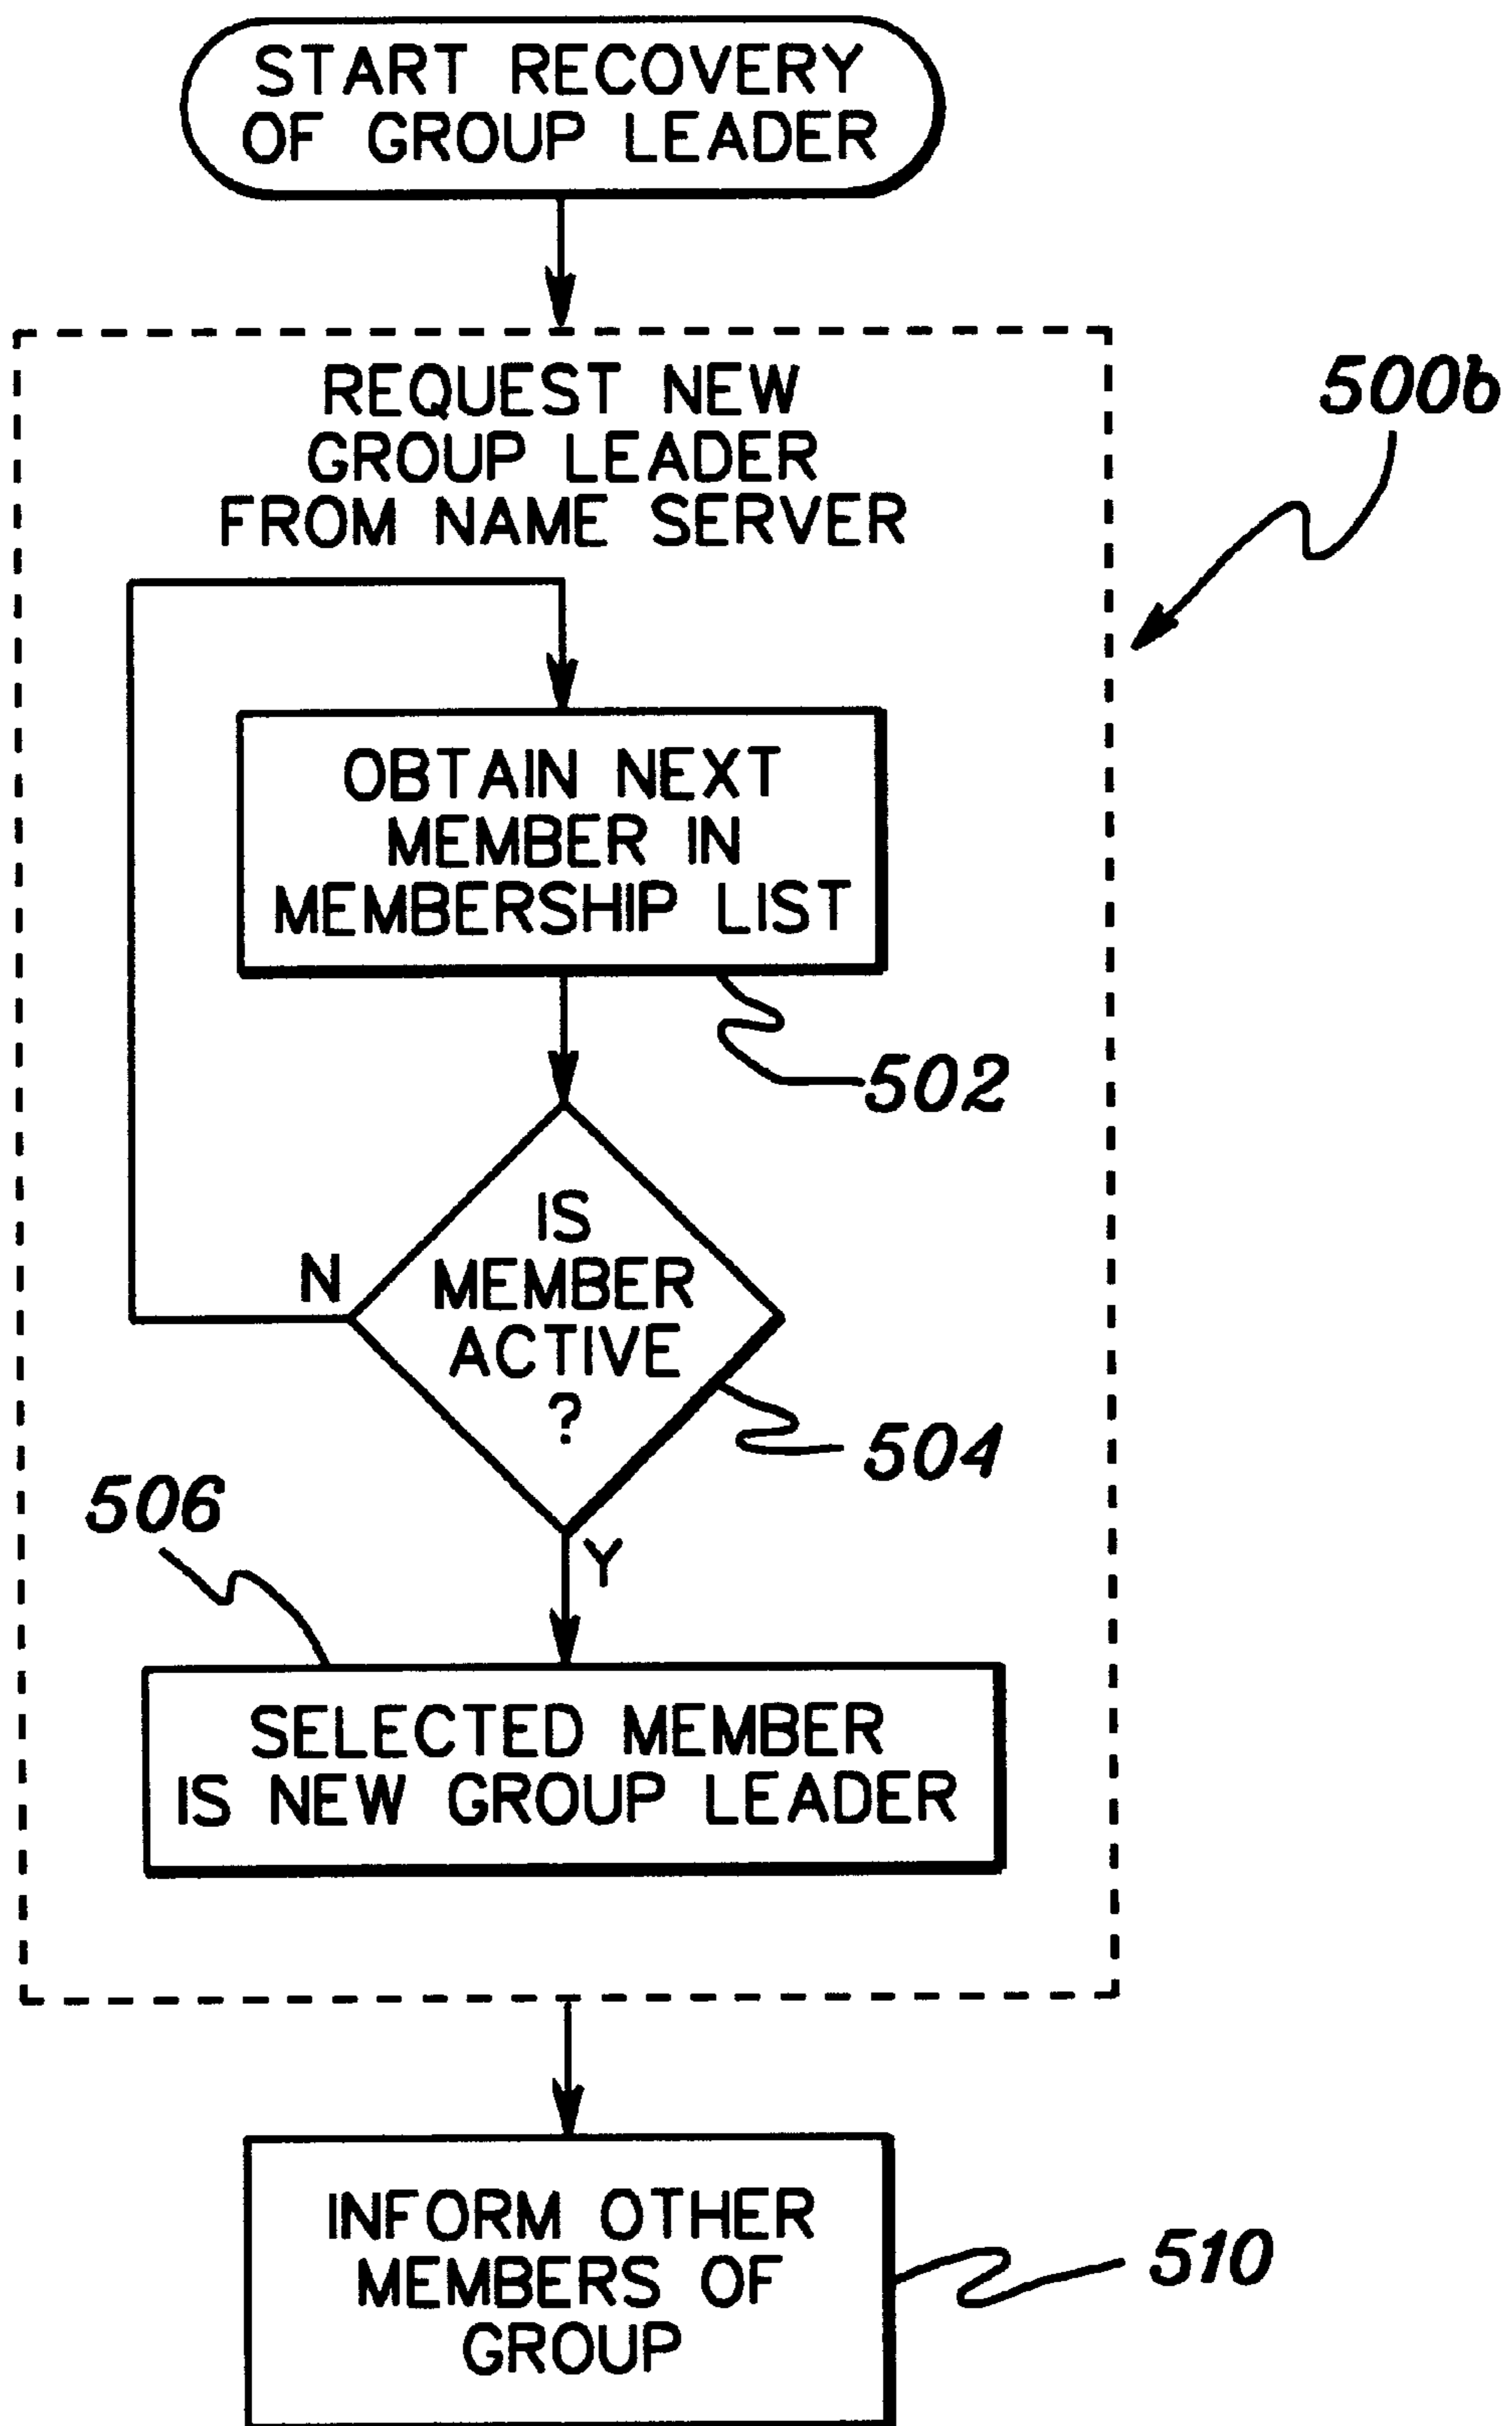 START RECOVERY
OF GROUP LEADER
REQUEST NEW
GROUP LEADER
FROM NAME SERVER
500b
OBTAIN NEXT
MEMBER IN
MEMBERSHIP LIST
502
IS
MEMBER
ACTIVE
?
N
504
Y
506
SELECTED MEMBER
IS NEW GROUP LEADER
INFORM OTHER
MEMBERS OF
GROUP
510